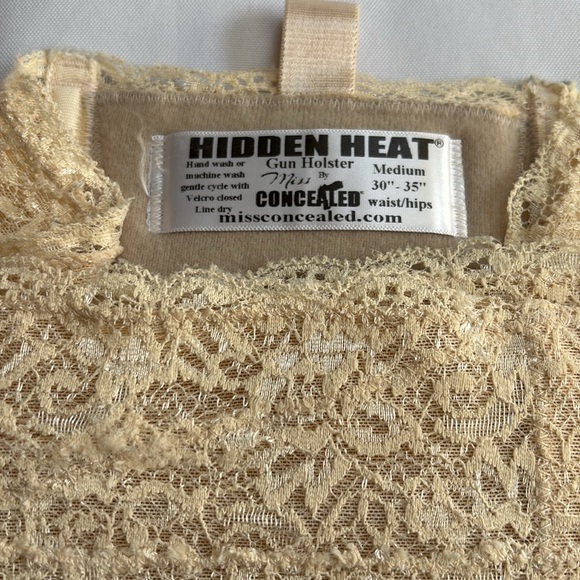 HIDDEN HEAT®
Hand wash or
machine wash
gentle cycle with
Velcro closed
Line dry
Gun Holster
By
Miss
CONCEALED®
missconcealed.com
Medium
30"- 35"
waist/hips